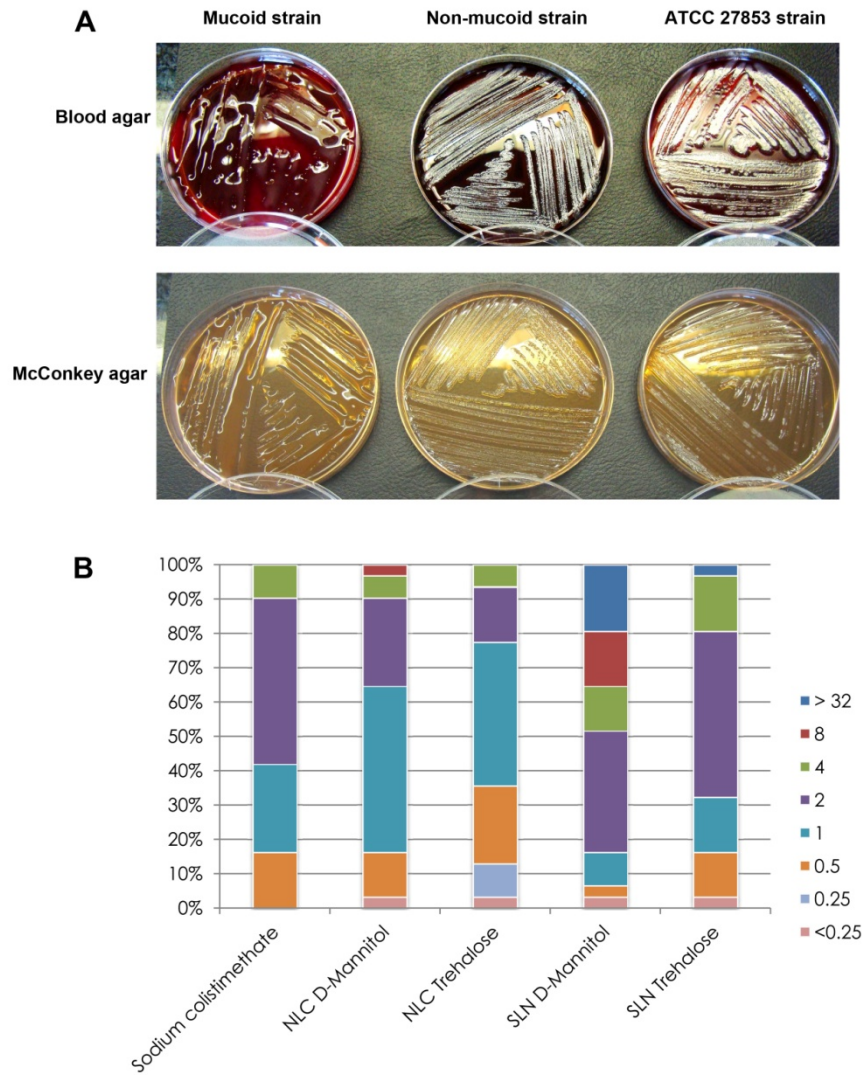 A
Mucoid strain Non-mucoid strain ATCC 27853 strain
Blood agar
McConkey agar
B
100%
90%
80%
70%
60%
50%
40%
30%
20%
10%
0%
Sodium colistimethate
NLC D-Mannitol
NLC Trehalose
SLN D-Mannitol
SLN Trehalose
> 32
8
4
2
1
0.5
0.25
<0.25